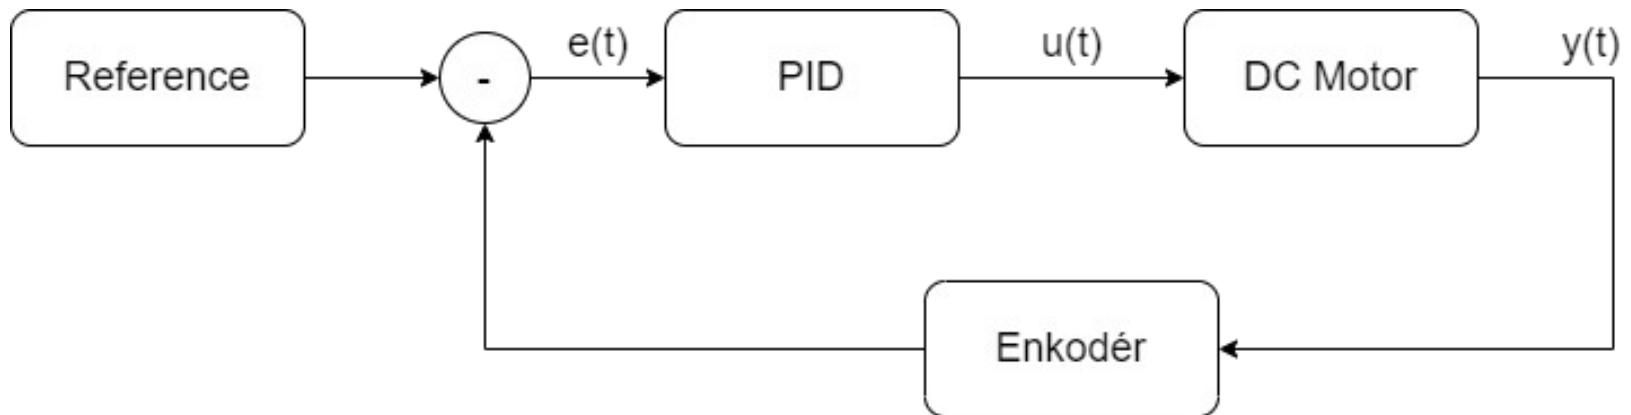 Reference
-
e(t)
PID
u(t)
DC Motor
y(t)
Enkodér